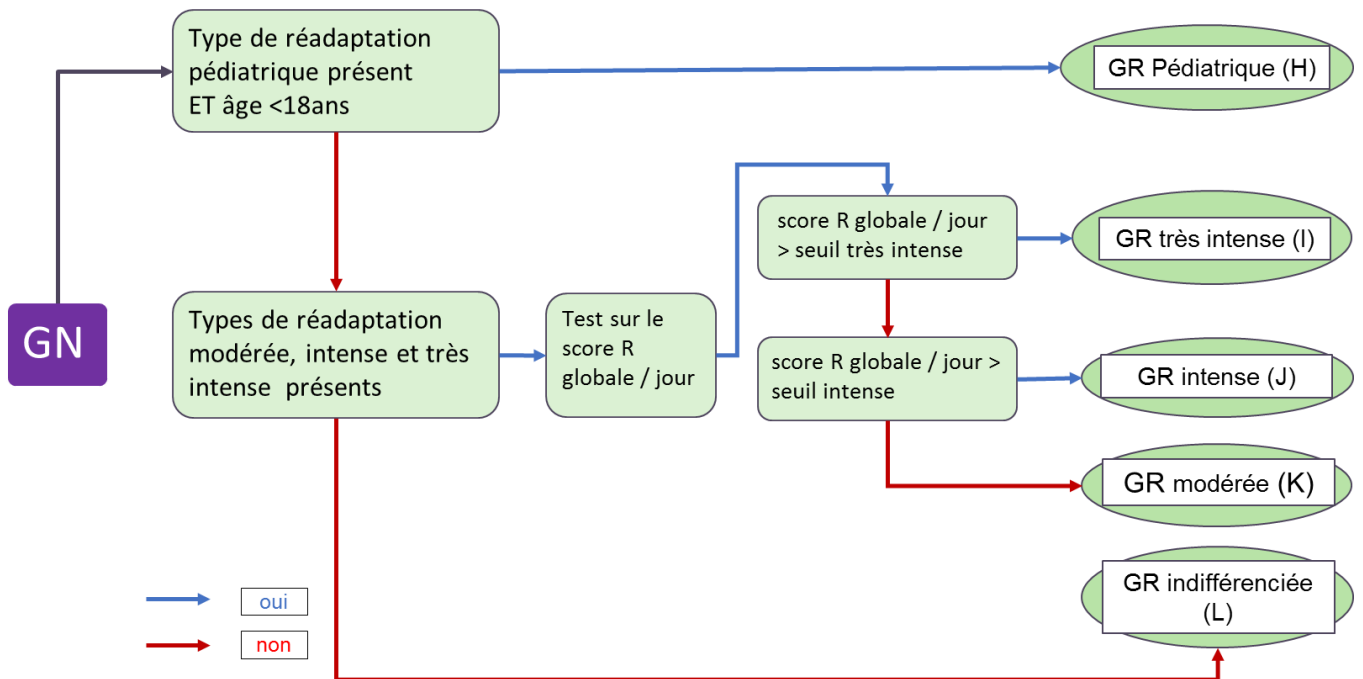 Type de réadaptation
pédiatrique présent
ET âge <18ans
GR Pédiatrique (H)
score R globale / jour
> seuil très intense
GR très intense (I)
GN
Types de réadaptation
modérée, intense et très
intense présents
Test sur le
score R
globale / jour
score R globale / jour >
seuil intense
GR intense (J)
GR modérée (K)
GR indifférenciée
(L)
oui
non